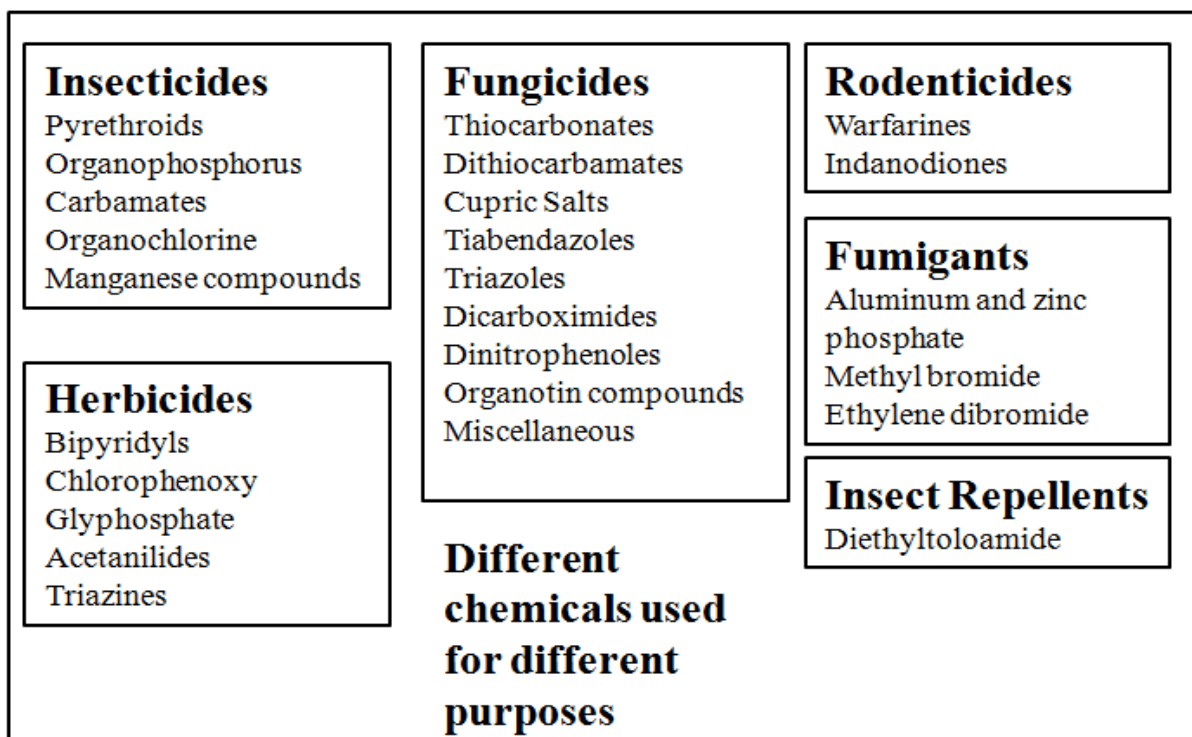 Insecticides
Pyrethroids
Organophosphorus
Carbamates
Organochlorine
Manganese compounds
Herbicides
Bipyridyls
Chlorophenoxy
Glyphosphate
Acetanilides
Triazines
Fungicides
Thiocarbonates
Dithiocarbamates
Cupric Salts
Tiabendazoles
Triazoles
Dicarboximides
Dinitrophenoles
Organotin compounds
Miscellaneous
Different
chemicals used
for different
purposes
Rodenticides
Warfarines
Indanodiones
Fumigants
Aluminum and zinc
phosphate
Methyl bromide
Ethylene dibromide
Insect Repellents
Diethyltoloamide